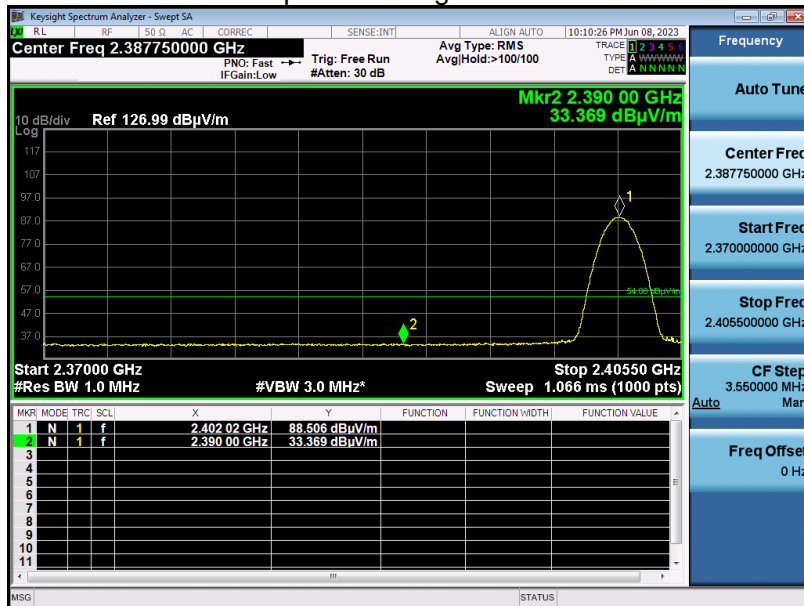 Keysight Spectrum Analyzer - Swept SA
RL RF 50 Ω AC CORREC SENSE:INT ALIGN AUTO 10:10:26 PM Jun 08, 2023
Center Freq 2.387750000 GHz
PNO: Fast
IFGain:Low
Trig: Free Run
#Atten: 30 dB
Avg Type: RMS
Avg|Hold:>100/100
TRACE 1 2 3 4 5 6
TYPE A WWWWW
DET A N N N N N
Mkr2 2.390 00 GHz
33.369 dBµV/m
10 dB/div Ref 126.99 dBµV/m
Log
117
107
97.0
87.0
77.0
67.0
57.0
47.0
37.0
1
54.00 dBµV/m
2
Start 2.37000 GHz Stop 2.40550 GHz
#Res BW 1.0 MHz #VBW 3.0 MHz* Sweep 1.066 ms (1000 pts)
MKR MODE TRC SCL X Y FUNCTION FUNCTION WIDTH FUNCTION VALUE
1 N 1 f 2.402 02 GHz 88.506 dBµV/m
2 N 1 f 2.390 00 GHz 33.369 dBµV/m
3
4
5
6
7
8
9
10
11
MSG STATUS
Frequency
Auto Tune
Center Freq
2.387750000 GHz
Start Freq
2.370000000 GHz
Stop Freq
2.405500000 GHz
CF Step
3.550000 MHz
Auto Man
Freq Offset
0 Hz